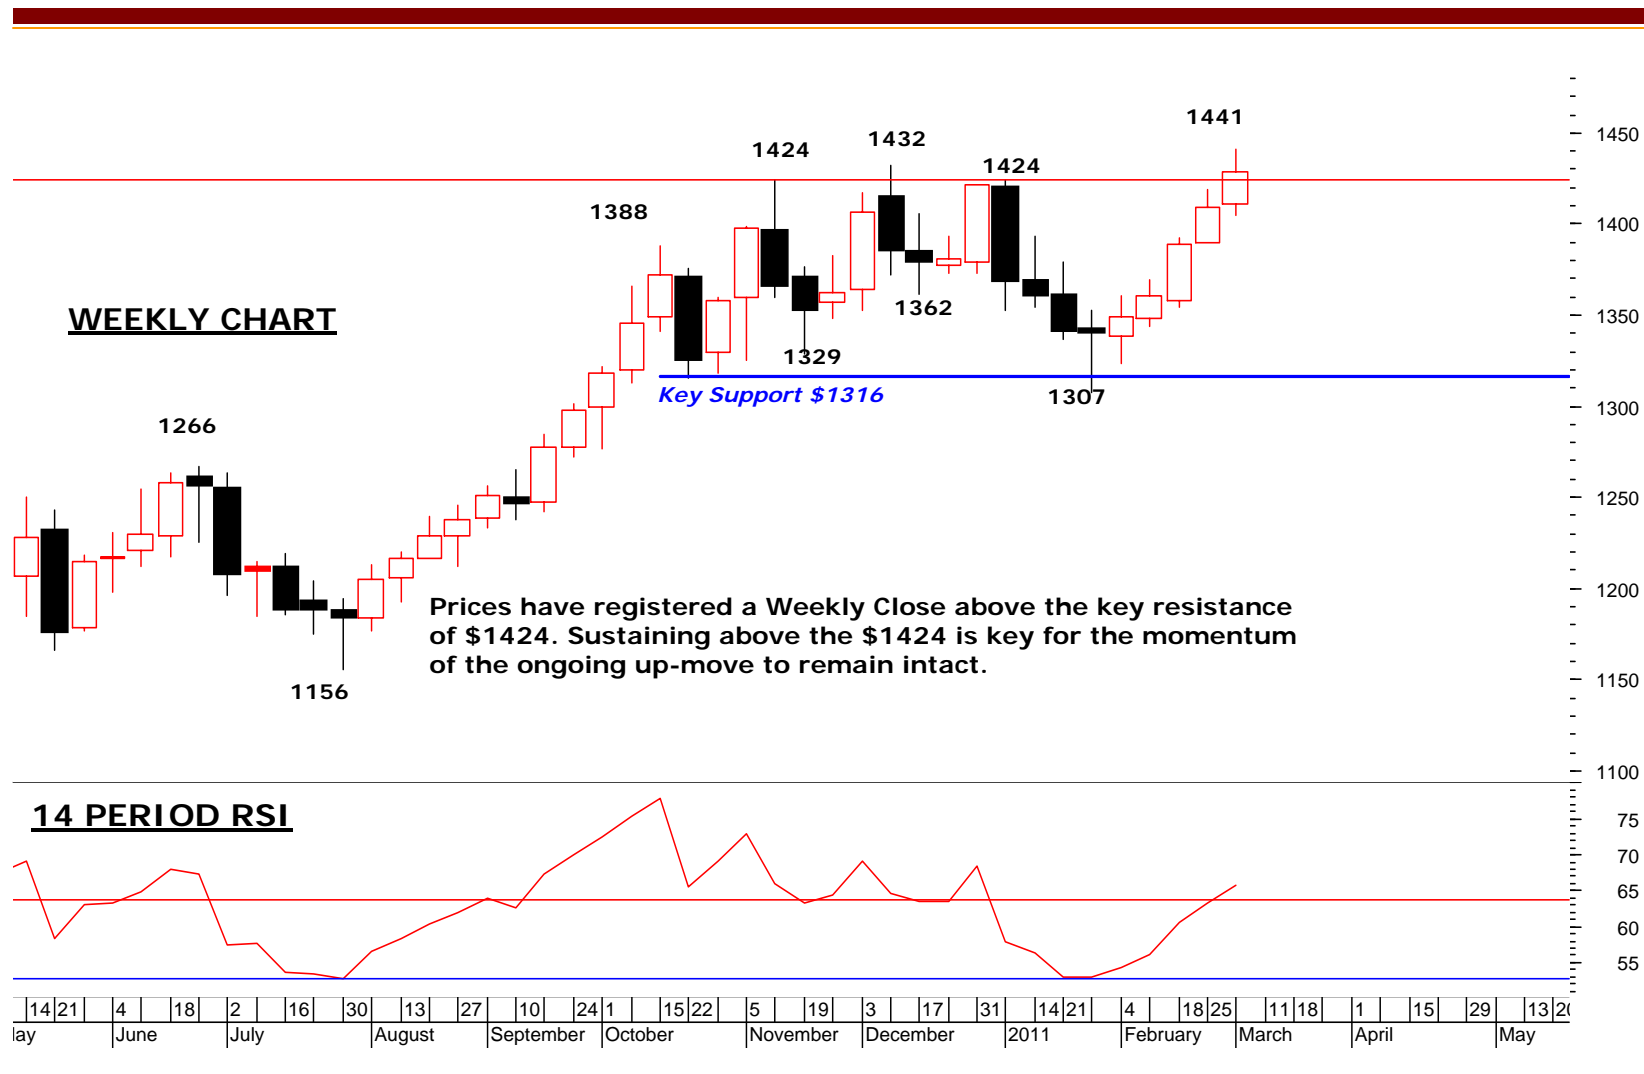 1441
1450
1432
1424
1424
1388
1400
WEEKLY CHART
1362
1350
1329
Key Support $1316
1307
1300
1266
1250
Prices have registered a Weekly Close above the key resistance
of $1424. Sustaining above the $1424 is key for the momentum
of the ongoing up-move to remain intact.
1200
1156
1150
1100
14 PERIOD RSI
75
70
65
60
55
14 21 4 18 2 16 30 13 27 10 24 1 15 22 5 19 3 17 31 14 21 4 18 25 11 18 1 15 29 13
June July August September October November December 2011 February March April May